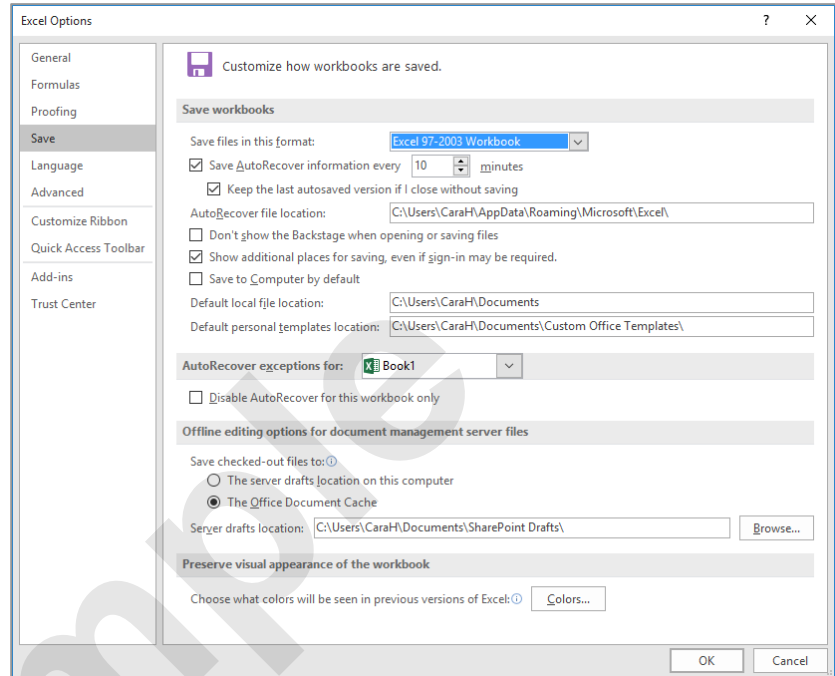 Excel Options
?
General
Formulas
Proofing
Save
Language
Advanced
Customize Ribbon
Quick Access Toolbar
Add-ins
Trust Center
Customize how workbooks are saved.
Save workbooks
Save files in this format: Excel 97-2003 Workbook
Save AutoRecover information every 10 minutes
Keep the last autosaved version if I close without saving
AutoRecover file location: C:\Users\CaraH\AppData\Roaming\Microsoft\Excel\
Don't show the Backstage when opening or saving files
Show additional places for saving, even if sign-in may be required.
Save to Computer by default
Default local file location: C:\Users\CaraH\Documents
Default personal templates location: C:\Users\CaraH\Documents\Custom Office Templates\
AutoRecover exceptions for: Book1
Disable AutoRecover for this workbook only
Offline editing options for document management server files
Save checked-out files to:
The server drafts location on this computer
The Office Document Cache
Server drafts location: C:\Users\CaraH\Documents\SharePoint Drafts\ Browse...
Preserve visual appearance of the workbook
Choose what colors will be seen in previous versions of Excel: Colors...
OK Cancel
mple